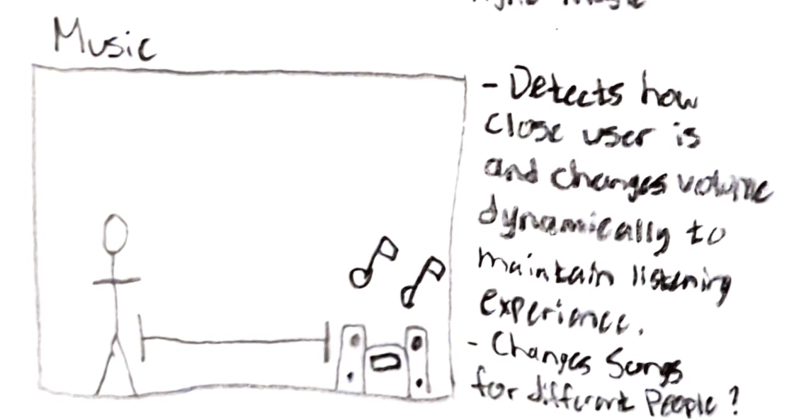 Music
- Detects how
close user is
and changes volume
dynamically to
maintain listening
experience.
- Changes Songs
for different People?